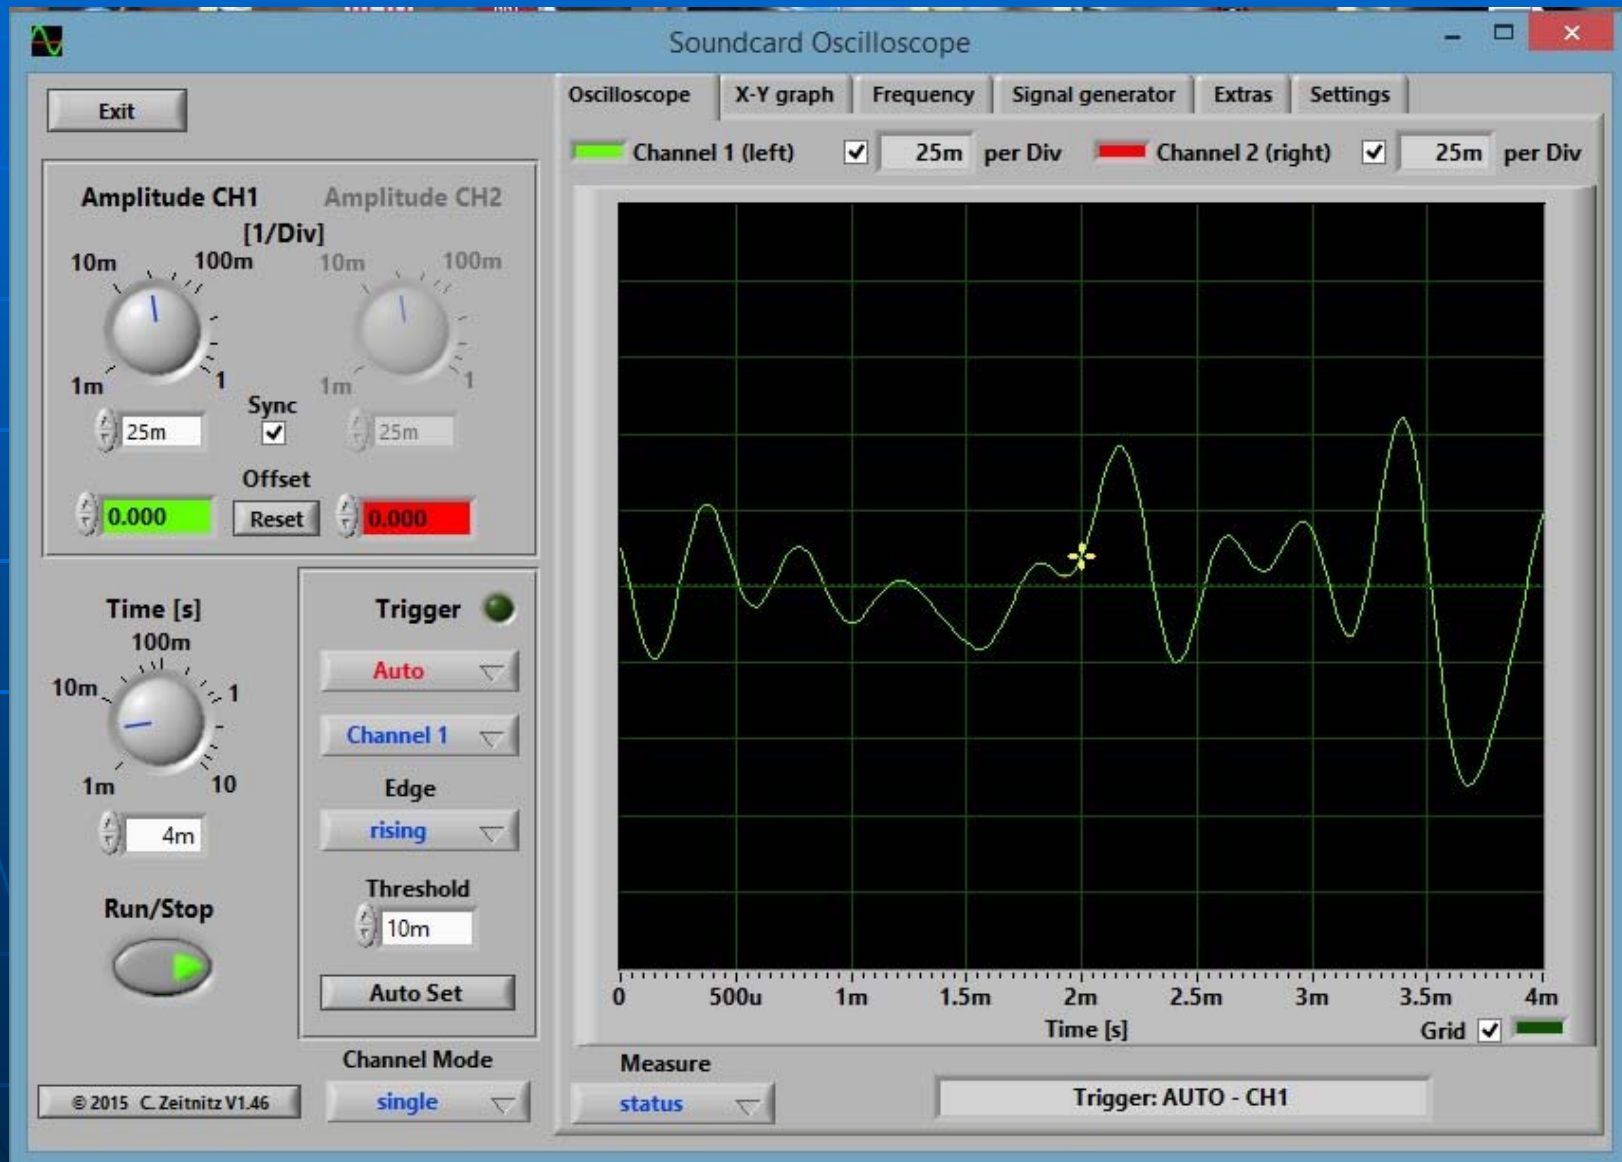 Soundcard Oscilloscope
Exit
Oscilloscope X-Y graph Frequency Signal generator Extras Settings
Channel 1 (left) 25m per Div Channel 2 (right) 25m per Div
Amplitude CH1 Amplitude CH2
[1/Div]
10m 100m 10m 100m
1m 1 1m 1
Sync
25m 25m
Offset
0.000 Reset 0.000
Time [s]
100m
10m 1
1m 10
4m
Run/Stop
Trigger
Auto
Channel 1
Edge
rising
Threshold
10m
Auto Set
0 500u 1m 1.5m 2m 2.5m 3m 3.5m 4m
Time [s]
Grid
Channel Mode
single
© 2015 C. Zeitnitz V1.46
Measure
status
Trigger: AUTO - CH1